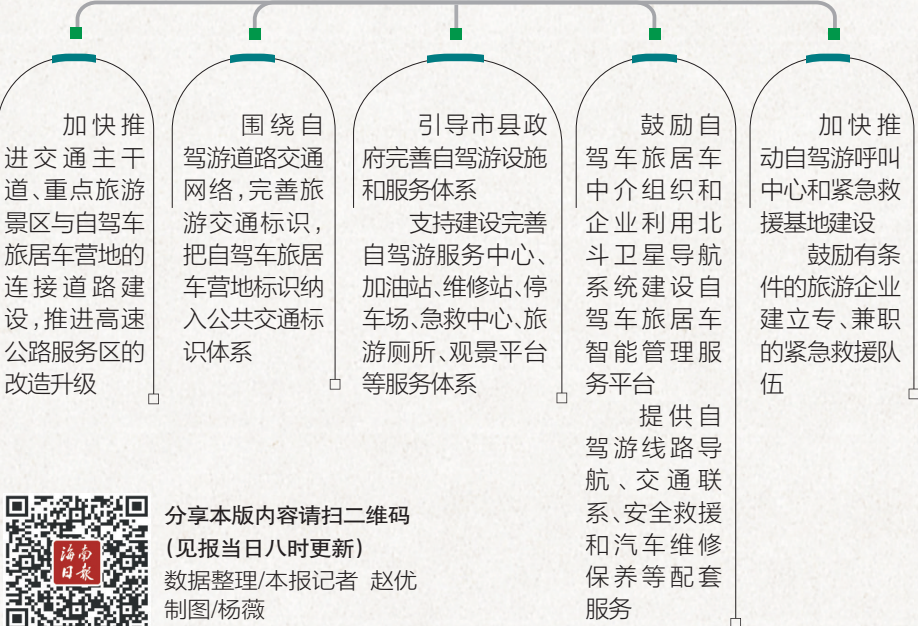 加快推
进交通主干
道、重点旅游
景区与自驾车
旅居车营地的
连接道路建
设,推进高速
公路服务区的
改造升级
围绕自
驾游道路交通
网络,完善旅
游交通标识,
把自驾车旅居
车营地标识纳
入公共交通标
识体系
引导市县政
府完善自驾游设施
和服务体系
支持建设完善
自驾游服务中心、
加油站、维修站、停
车场、急救中心、旅
游厕所、观景平台
等服务体系
鼓励自
驾车旅居车
中介组织和
企业利用北
斗卫星导航
系统建设自
驾车旅居车
智能管理服
务平台
提供自
驾游线路导
航、交通联
系、安全救援
和汽车维修
保养等配套
服务
加快推
动自驾游呼叫
中心和紧急救
援基地建设
鼓励有条
件的旅游企业
建立专、兼职
的紧急救援队
伍
海南
日报
分享本版内容请扫二维码
(见报当日八时更新)
数据整理/本报记者 赵优
制图/杨薇